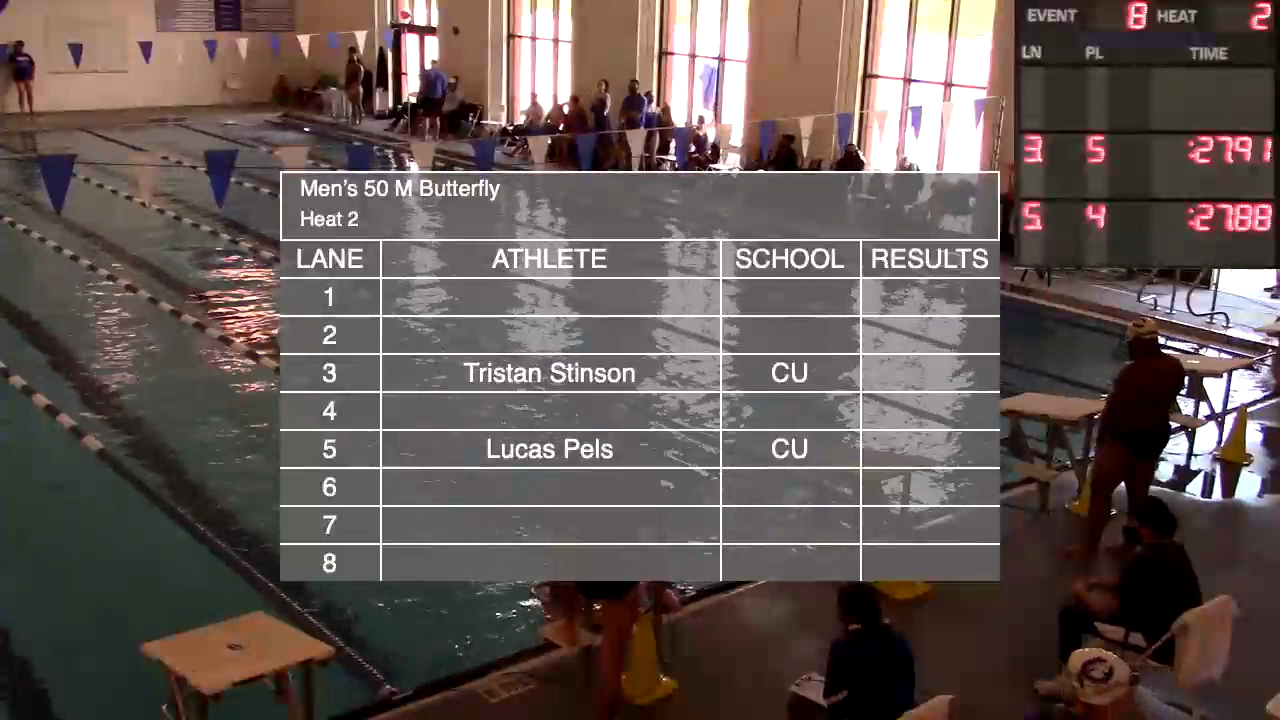 EVENT 8 HEAT 2
LN PL TIME
3 5 :27.91
5 4 :27.88
Men's 50 M Butterfly
Heat 2
LANE ATHLETE SCHOOL RESULTS
1
2
3 Tristan Stinson CU
4
5 Lucas Pels CU
6
7
8